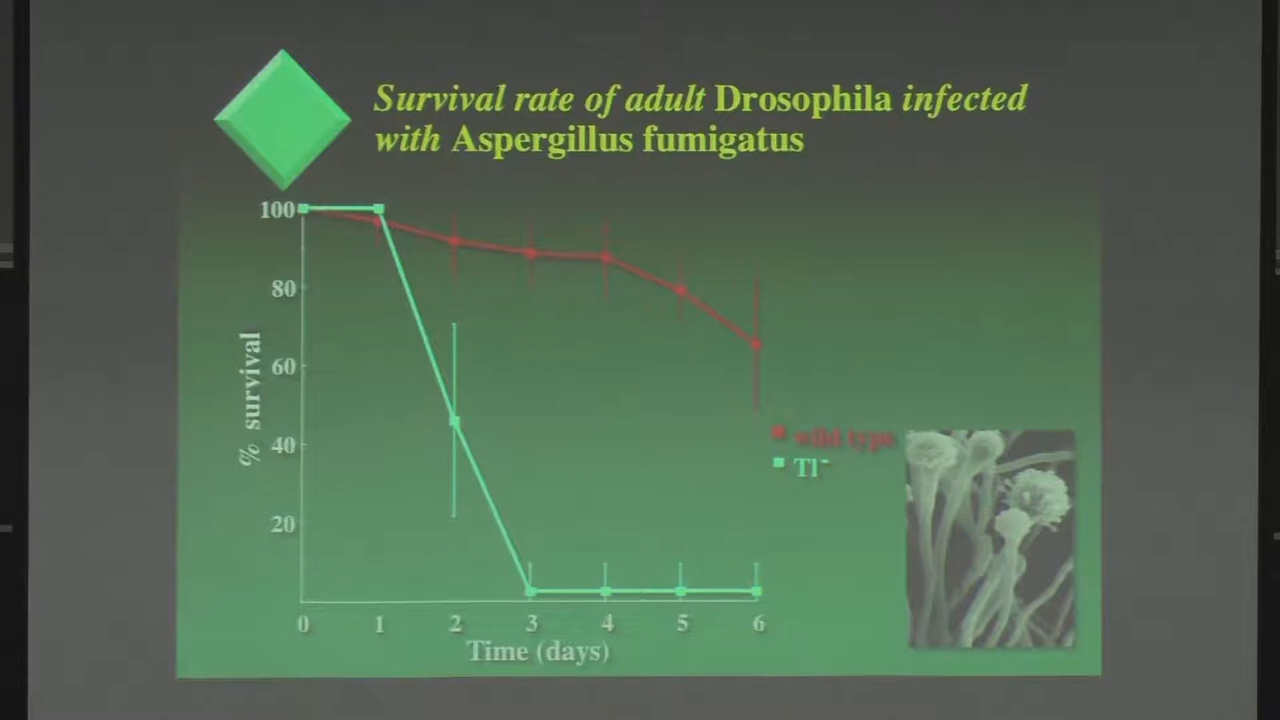 Survival rate of adult Drosophila infected
with Aspergillus fumigatus
100
80
60
40
20
% survival
0 1 2 3 4 5 6
Time (days)
wild type
Tl⁻